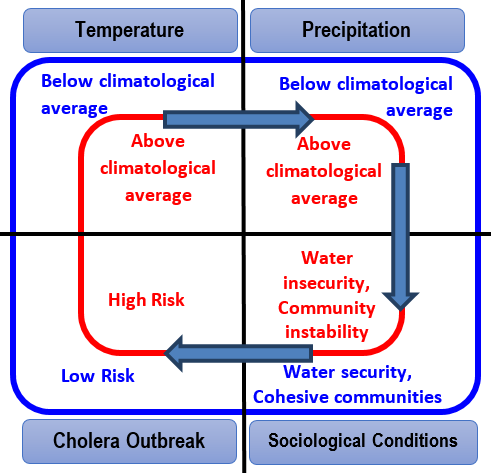 Temperature
Precipitation
Below climatological
average
Above
climatological
average
Below climatological
average
Above
climatological
average
High Risk
Low Risk
Water
insecurity,
Community
instability
Water security,
Cohesive communities
Cholera Outbreak
Sociological Conditions